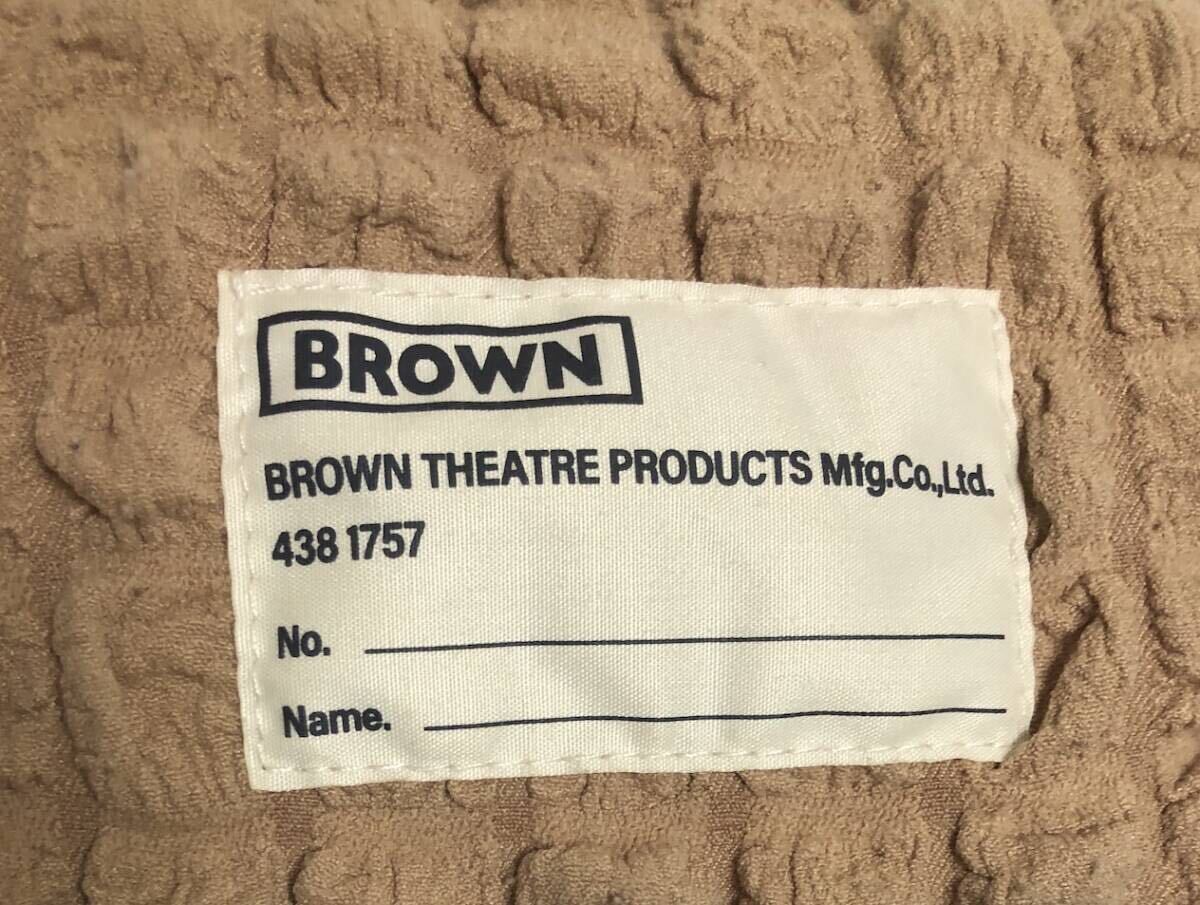 BROWN
BROWN THEATRE PRODUCTS Mfg.Co.,Ltd.
438 1757
No.
Name.